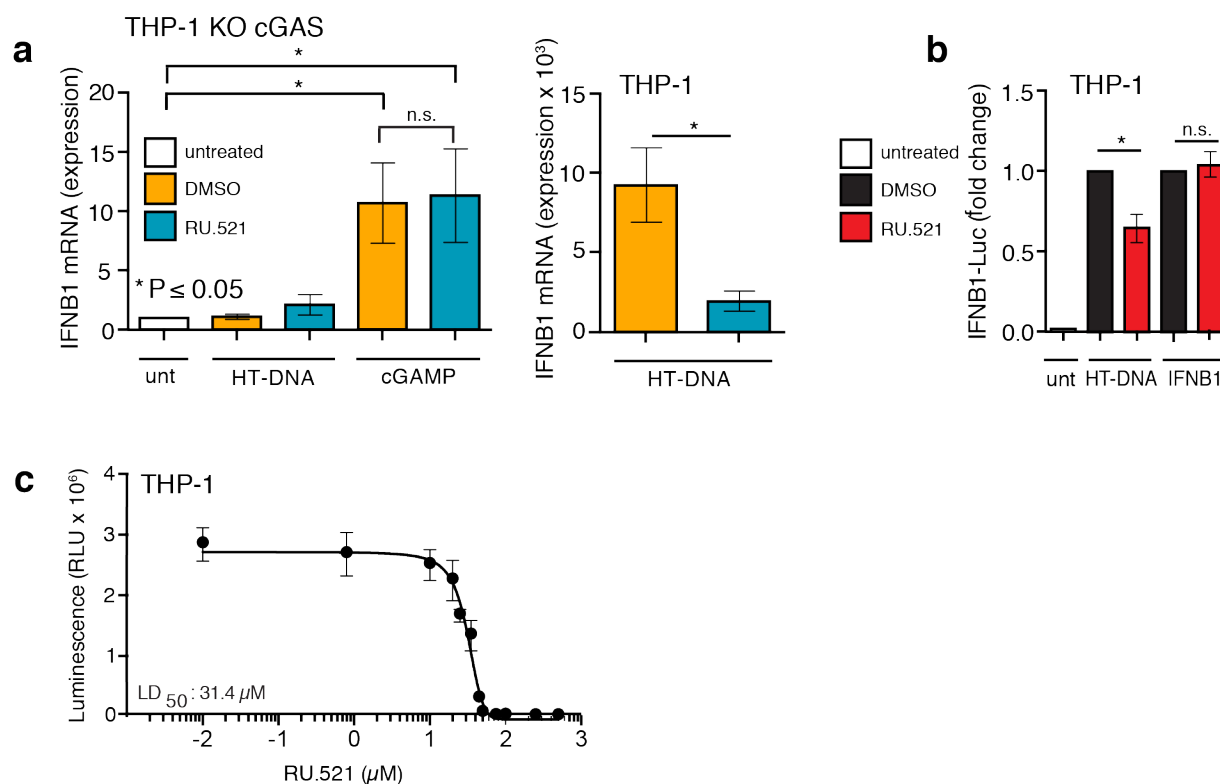 a
THP-1 KO cGAS
*
*
n.s.
IFNB1 mRNA (expression)
20
15
10
5
0
untreated
DMSO
RU.521
* P ≤ 0.05
unt
HT-DNA
cGAMP
THP-1
*
IFNB1 mRNA (expression x 10³)
15
10
5
0
HT-DNA
b
THP-1
untreated
DMSO
RU.521
*
n.s.
IFNB1-Luc (fold change)
1.5
1.0
0.5
0.0
unt
HT-DNA
IFNB1
c
THP-1
Luminescence (RLU x 10⁶)
4
3
2
1
0
LD 50 : 31.4 µM
-2 -1 0 1 2 3
RU.521 (µM)